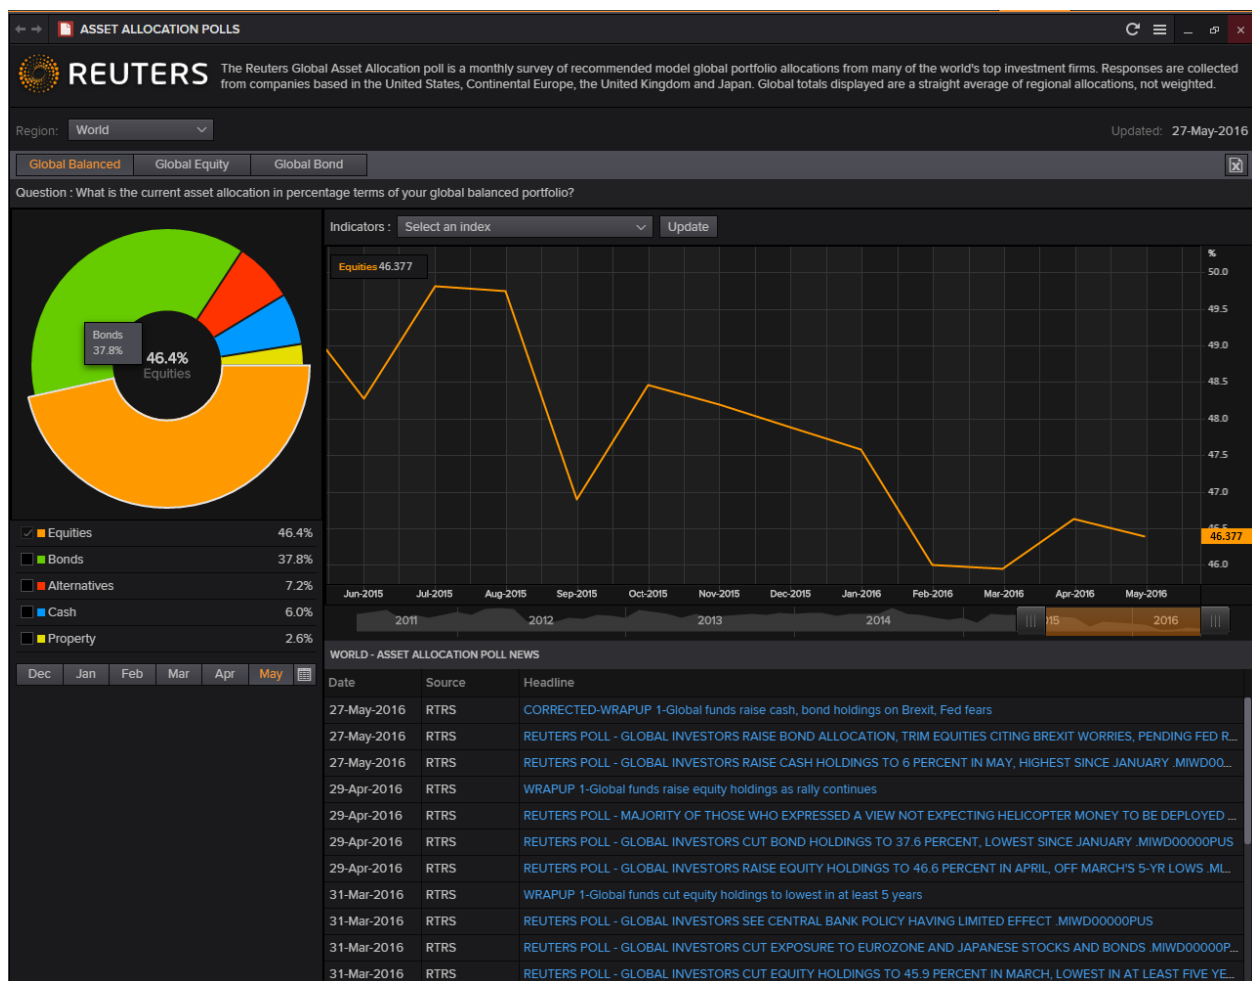 ASSET ALLOCATION POLLS
REUTERS
The Reuters Global Asset Allocation poll is a monthly survey of recommended model global portfolio allocations from many of the world's top investment firms. Responses are collected
from companies based in the United States, Continental Europe, the United Kingdom and Japan. Global totals displayed are a straight average of regional allocations, not weighted.
Region: World
Updated: 27-May-2016
Global Balanced Global Equity Global Bond
Question : What is the current asset allocation in percentage terms of your global balanced portfolio?
Indicators : Select an index Update
Equities 46.377
%
50.0
49.5
49.0
48.5
48.0
47.5
47.0
46.377
46.0
Bonds
37.8%
46.4%
Equities
Jun-2015 Jul-2015 Aug-2015 Sep-2015 Oct-2015 Nov-2015 Dec-2015 Jan-2016 Feb-2016 Mar-2016 Apr-2016 May-2016
2011 2012 2013 2014 2016
Equities 46.4%
Bonds 37.8%
Alternatives 7.2%
Cash 6.0%
Property 2.6%
Dec Jan Feb Mar Apr May
WORLD - ASSET ALLOCATION POLL NEWS
Date Source Headline
27-May-2016 RTRS CORRECTED-WRAPUP 1-Global funds raise cash, bond holdings on Brexit, Fed fears
27-May-2016 RTRS REUTERS POLL - GLOBAL INVESTORS RAISE BOND ALLOCATION, TRIM EQUITIES CITING BREXIT WORRIES, PENDING FED R...
27-May-2016 RTRS REUTERS POLL - GLOBAL INVESTORS RAISE CASH HOLDINGS TO 6 PERCENT IN MAY, HIGHEST SINCE JANUARY .MIWD00...
29-Apr-2016 RTRS WRAPUP 1-Global funds raise equity holdings as rally continues
29-Apr-2016 RTRS REUTERS POLL - MAJORITY OF THOSE WHO EXPRESSED A VIEW NOT EXPECTING HELICOPTER MONEY TO BE DEPLOYED ...
29-Apr-2016 RTRS REUTERS POLL - GLOBAL INVESTORS CUT BOND HOLDINGS TO 37.6 PERCENT, LOWEST SINCE JANUARY .MIWD00000PUS
29-Apr-2016 RTRS REUTERS POLL - GLOBAL INVESTORS RAISE EQUITY HOLDINGS TO 46.6 PERCENT IN APRIL, OFF MARCH'S 5-YR LOWS .ML...
31-Mar-2016 RTRS WRAPUP 1-Global funds cut equity holdings to lowest in at least 5 years
31-Mar-2016 RTRS REUTERS POLL - GLOBAL INVESTORS SEE CENTRAL BANK POLICY HAVING LIMITED EFFECT .MIWD00000PUS
31-Mar-2016 RTRS REUTERS POLL - GLOBAL INVESTORS CUT EXPOSURE TO EUROZONE AND JAPANESE STOCKS AND BONDS .MIWD00000P...
31-Mar-2016 RTRS REUTERS POLL - GLOBAL INVESTORS CUT EQUITY HOLDINGS TO 45.9 PERCENT IN MARCH, LOWEST IN AT LEAST FIVE YE...